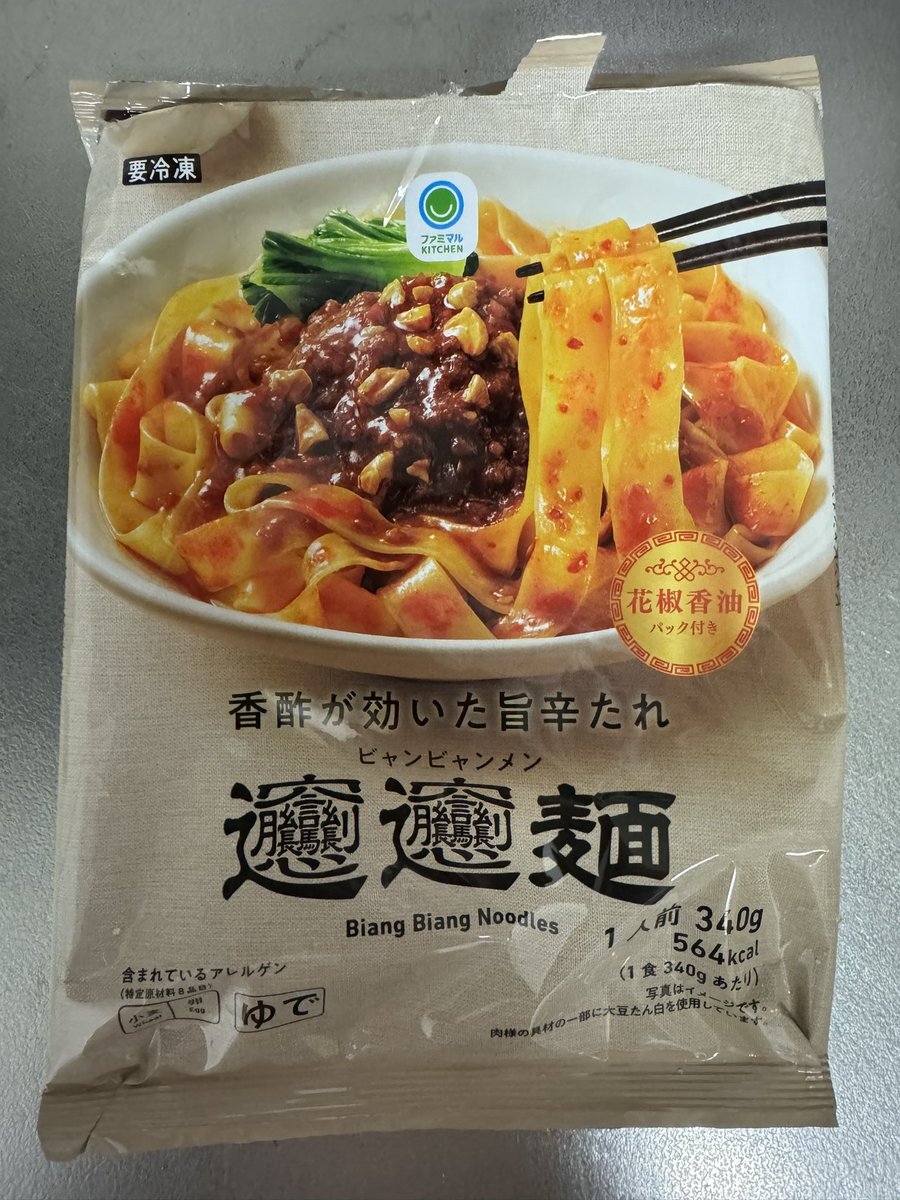 要冷凍
ファミマル
KITCHEN
花椒香油
パック付き
香酢が効いた旨辛たれ
ビャンビャンメン
𰻞𰻞麺
Biang Biang Noodles
1人前 340g
564kcal
(1食 340g あたり)
写真はイメージです。
肉様の具材の一部に大豆たん白を使用しています。
含まれているアレルゲン
(特定原材料8品目)
小麦 卵
Wheat Egg
ゆで